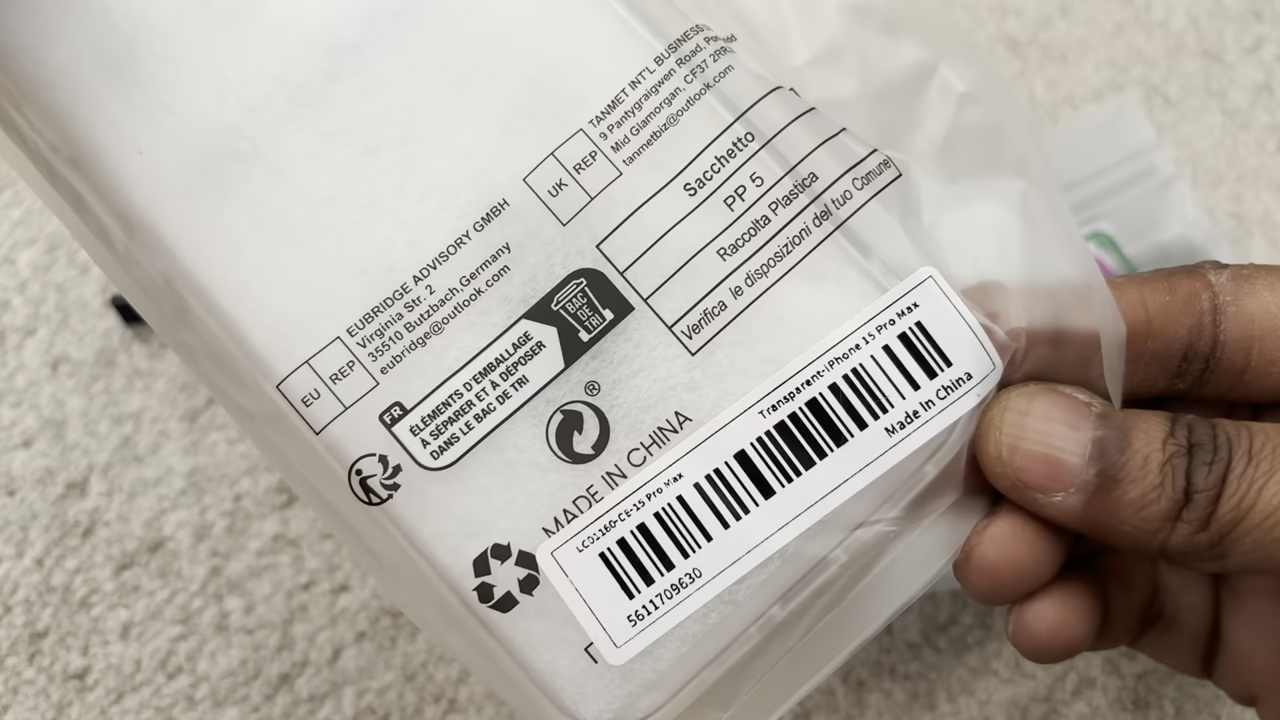 TANMET INT'L BUSINESS
9 Pantygraigwen Road,
Mid Glamorgan, CF37 2RR,
tanmetbiz@outlook.com
UK
REP
Sacchetto
PP 5
Raccolta Plastica
Verifica le disposizioni del tuo Comune
EUBRIDGE ADVISORY GMBH
Virginia Str. 2
35510 Butzbach,Germany
eubridge@outlook.com
EU
REP
FR
ÉLÉMENTS D'EMBALLAGE
À SÉPARER ET À DÉPOSER
DANS LE BAC DE TRI
BAC
DE
TRI
®
MADE IN CHINA
LC01160-CE-15 Pro Max
Transparent-iPhone 15 Pro Max
5611709630
Made In China